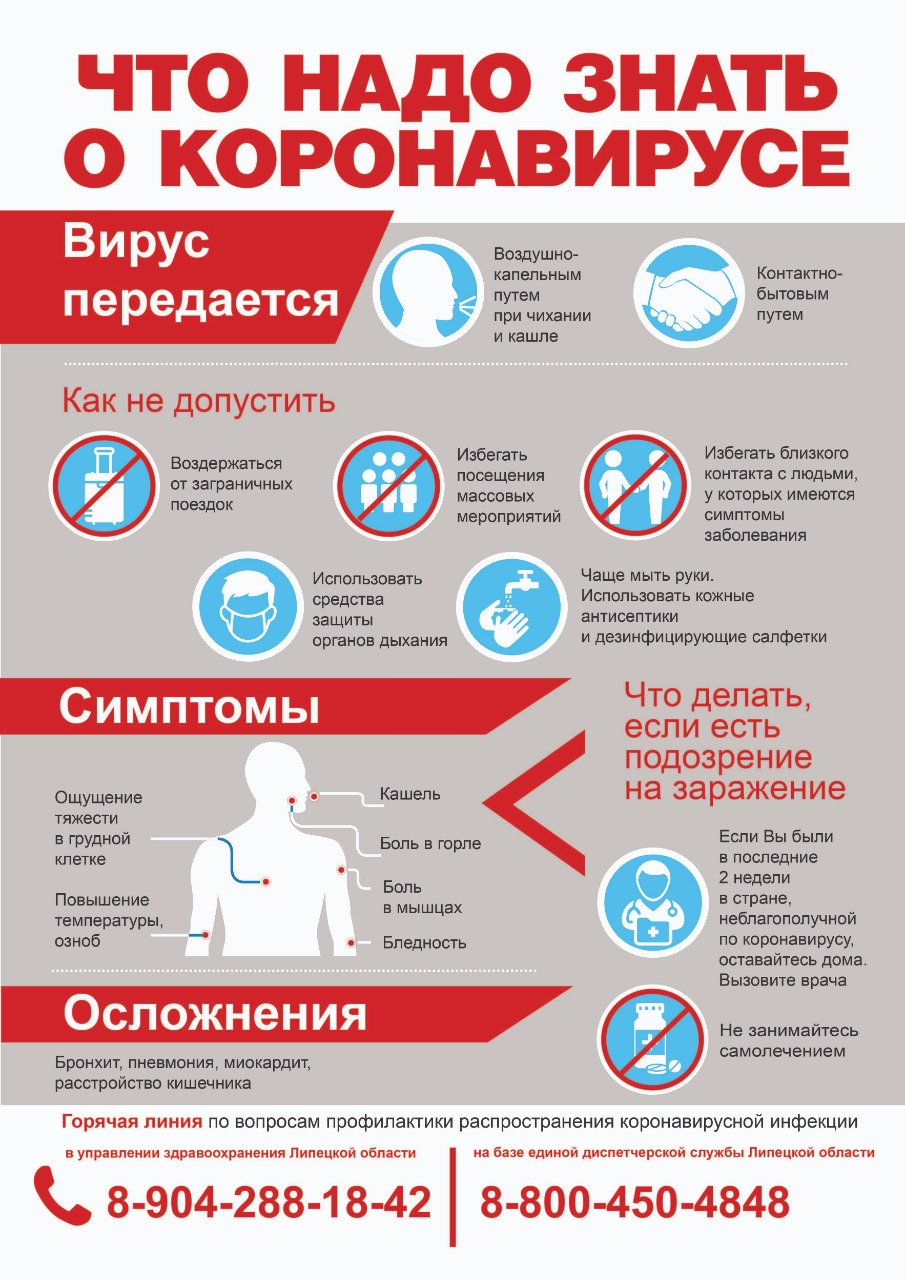 ЧТО НАДО ЗНАТЬ
О КОРОНАВИРУСЕ
Вирус
передается
Воздушно-
капельным
путем
при чихании
и кашле
Контактно-
бытовым
путем
Как не допустить
Воздержаться
от заграничных
поездок
Избегать
посещения
массовых
мероприятий
Избегать близкого
контакта с людьми,
у которых имеются
симптомы
заболевания
Использовать
средства
защиты
органов дыхания
Чаще мыть руки.
Использовать кожные
антисептики
и дезинфицирующие салфетки
Симптомы
Ощущение
тяжести
в грудной
клетке
Повышение
температуры,
озноб
Кашель
Боль в горле
Боль
в мышцах
Бледность
Что делать,
если есть
подозрение
на заражение
Если Вы были
в последние
2 недели
в стране,
неблагополучной
по коронавирусу,
оставайтесь дома.
Вызовите врача
Не занимайтесь
самолечением
Осложнения
Бронхит, пневмония, миокардит,
расстройство кишечника
Горячая линия по вопросам профилактики распространения коронавирусной инфекции
в управлении здравоохранения Липецкой области
8-904-288-18-42
на базе единой диспетчерской службы Липецкой области
8-800-450-4848